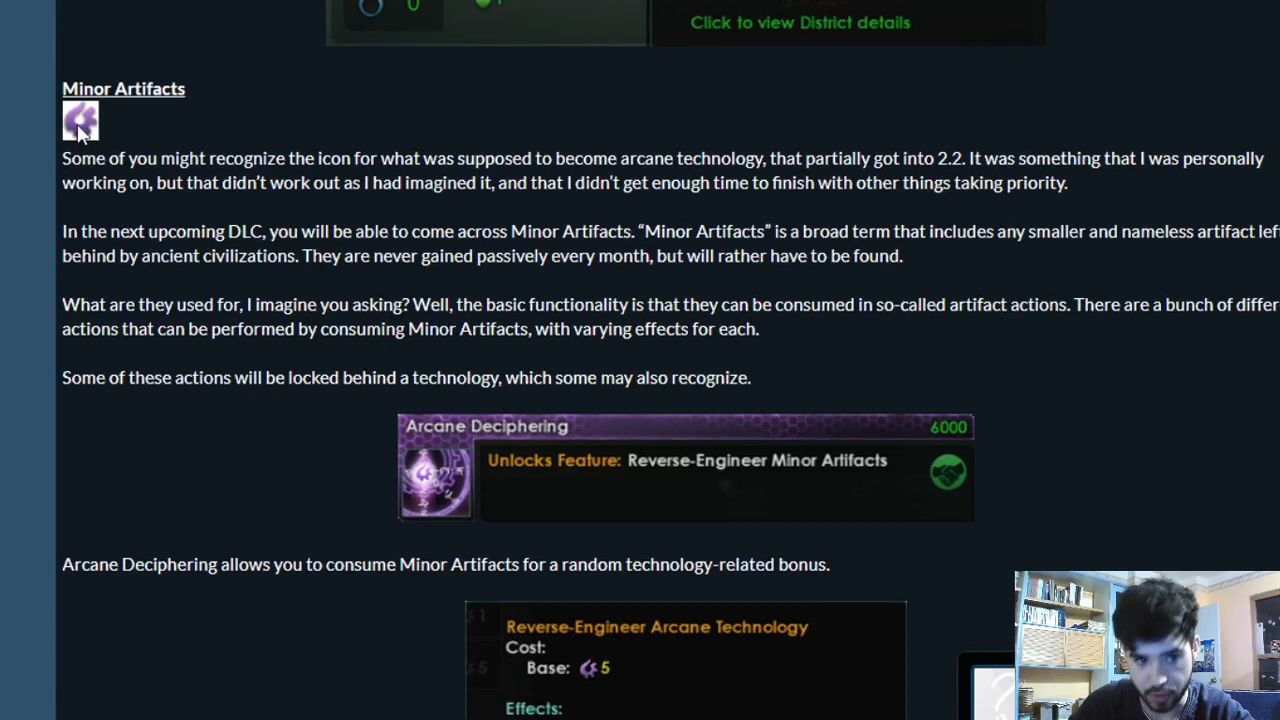 Click to view District details
Minor Artifacts
Some of you might recognize the icon for what was supposed to become arcane technology, that partially got into 2.2. It was something that I was personally
working on, but that didn't work out as I had imagined it, and that I didn't get enough time to finish with other things taking priority.
In the next upcoming DLC, you will be able to come across Minor Artifacts. “Minor Artifacts” is a broad term that includes any smaller and nameless artifact lef
behind by ancient civilizations. They are never gained passively every month, but will rather have to be found.
What are they used for, I imagine you asking? Well, the basic functionality is that they can be consumed in so-called artifact actions. There are a bunch of differ
actions that can be performed by consuming Minor Artifacts, with varying effects for each.
Some of these actions will be locked behind a technology, which some may also recognize.
Arcane Deciphering 6000
Unlocks Feature: Reverse-Engineer Minor Artifacts
Arcane Deciphering allows you to consume Minor Artifacts for a random technology-related bonus.
Reverse-Engineer Arcane Technology
Cost:
Base: 5
Effects: